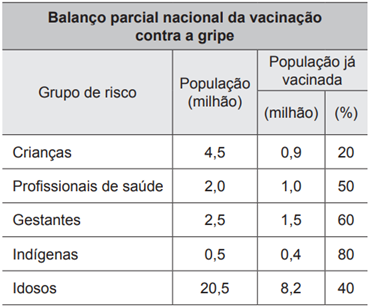 Balanço parcial nacional da vacinação
contra a gripe
Grupo de risco
População
(milhão)
População já
vacinada
(milhão) (%)
Crianças 4,5 0,9 20
Profissionais de saúde 2,0 1,0 50
Gestantes 2,5 1,5 60
Indígenas 0,5 0,4 80
Idosos 20,5 8,2 40